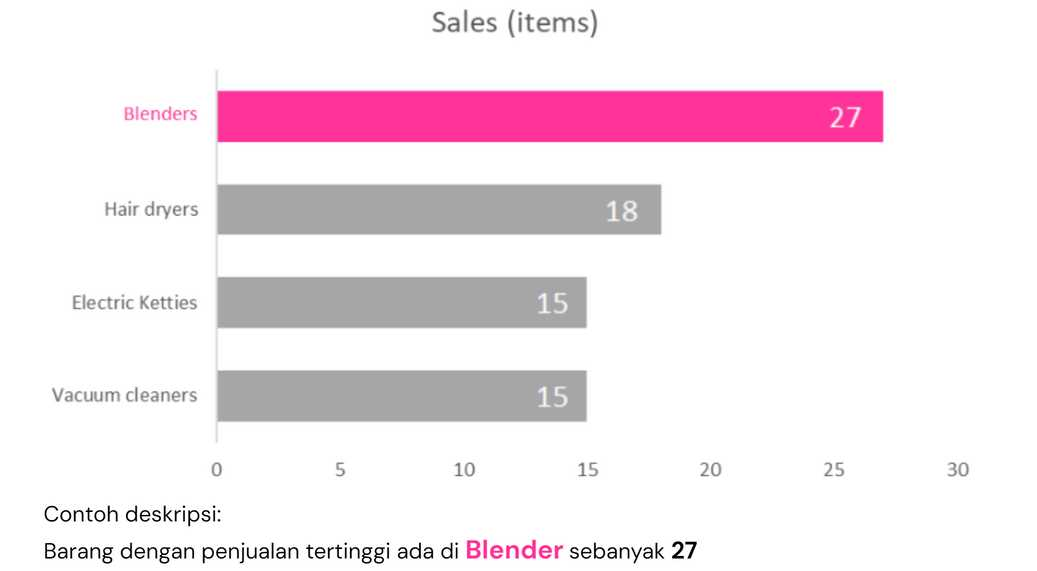 Sales (items)
Blenders 27
Hair dryers 18
Electric Ketties 15
Vacuum cleaners 15
0 5 10 15 20 25 30
Contoh deskripsi:
Barang dengan penjualan tertinggi ada di Blender sebanyak 27